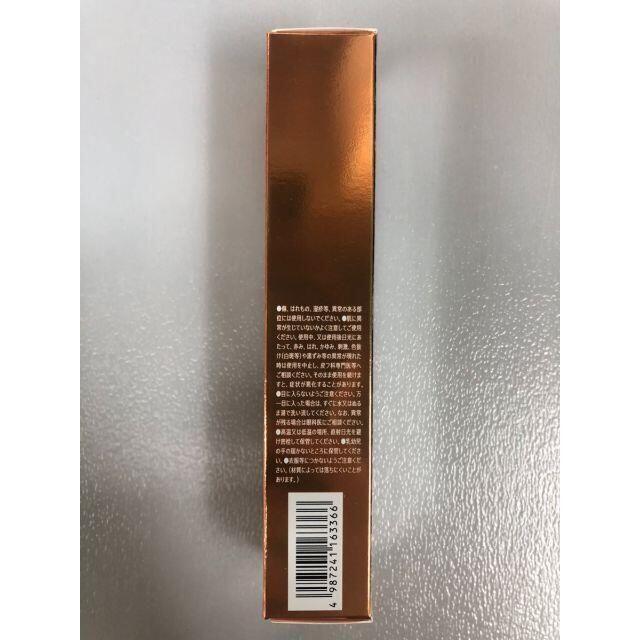 ●傷、はれもの、湿疹等、異常のある部
位には使用しないでください。●肌に異
常が生じていないかよく注意してご使用
ください。使用中、又は使用後日光にあ
たって、赤み、はれ、かゆみ、刺激、色抜
け(白斑等)や黒ずみ等の異常が現れた
時は使用を中止し、皮フ科専門医等へ
ご相談ください。そのまま使用を続けま
すと、症状が悪化することがあります。
●目に入らないようご注意ください。万
一目に入った場合は、すぐに水又はぬる
ま湯で洗い流してください。なお、異常
が残る場合は眼科医にご相談ください。
●高温又は低温の場所、直射日光を避
け密栓して保管してください。●乳幼児
の手の届かないところに保管してくださ
い。●衣服等につかないようご注意くださ
い。(材質によっては落ちにくいことが
あります。)
4 987241 163366